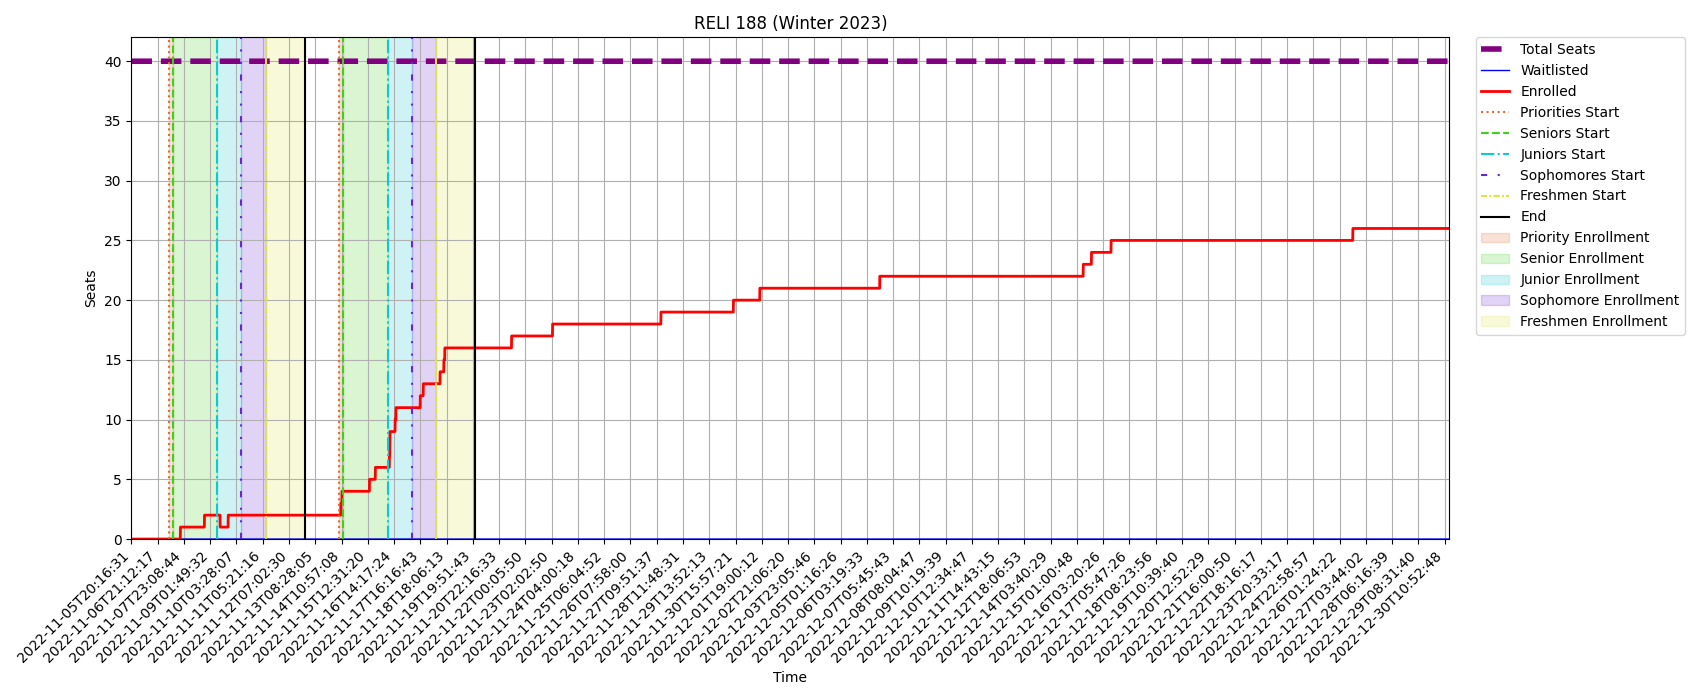 RELI 188 (Winter 2023)
Total Seats
Waitlisted
Enrolled
Priorities Start
Seniors Start
Juniors Start
Sophomores Start
Freshmen Start
End
Priority Enrollment
Senior Enrollment
Junior Enrollment
Sophomore Enrollment
Freshmen Enrollment
Seats
40
35
30
25
20
15
10
5
0
2022-11-05T20:16:31
2022-11-06T21:12:17
2022-11-07T23:08:44
2022-11-09T01:49:32
2022-11-10T03:28:07
2022-11-11T05:21:16
2022-11-12T07:02:30
2022-11-13T08:28:05
2022-11-14T10:57:08
2022-11-15T12:31:20
2022-11-16T14:17:24
2022-11-17T16:16:43
2022-11-18T18:06:13
2022-11-19T19:51:43
2022-11-20T22:16:33
2022-11-22T00:05:50
2022-11-23T02:02:50
2022-11-24T04:00:18
2022-11-25T06:04:52
2022-11-26T07:58:00
2022-11-27T09:51:37
2022-11-28T11:48:31
2022-11-29T13:52:13
2022-11-30T15:57:21
2022-12-01T19:00:12
2022-12-02T21:06:20
2022-12-03T23:05:46
2022-12-05T01:16:26
2022-12-06T03:19:33
2022-12-07T05:45:43
2022-12-08T08:04:47
2022-12-09T10:19:39
2022-12-10T12:34:47
2022-12-11T14:43:15
2022-12-12T18:06:53
2022-12-14T03:40:29
2022-12-15T01:00:48
2022-12-16T03:20:26
2022-12-17T05:47:26
2022-12-18T08:23:56
2022-12-19T10:39:40
2022-12-20T12:52:29
2022-12-21T16:00:50
2022-12-22T18:16:17
2022-12-23T20:33:17
2022-12-24T22:58:57
2022-12-26T01:24:22
2022-12-27T03:44:02
2022-12-28T06:16:39
2022-12-29T08:31:40
2022-12-30T10:52:48
Time